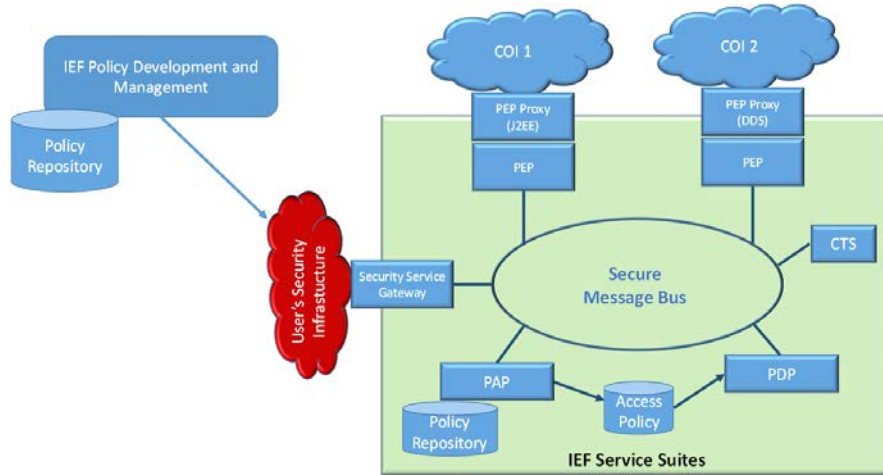 IEF Policy Development and
Management
Policy
Repository
COI 1
COI 2
PEP Proxy
(J2EE)
PEP Proxy
(DDS)
PEP
PEP
CTS
User's Security
Infrastucture
Security Service
Gateway
Secure
Message Bus
PAP
Policy
Repository
Access
Policy
PDP
IEF Service Suites